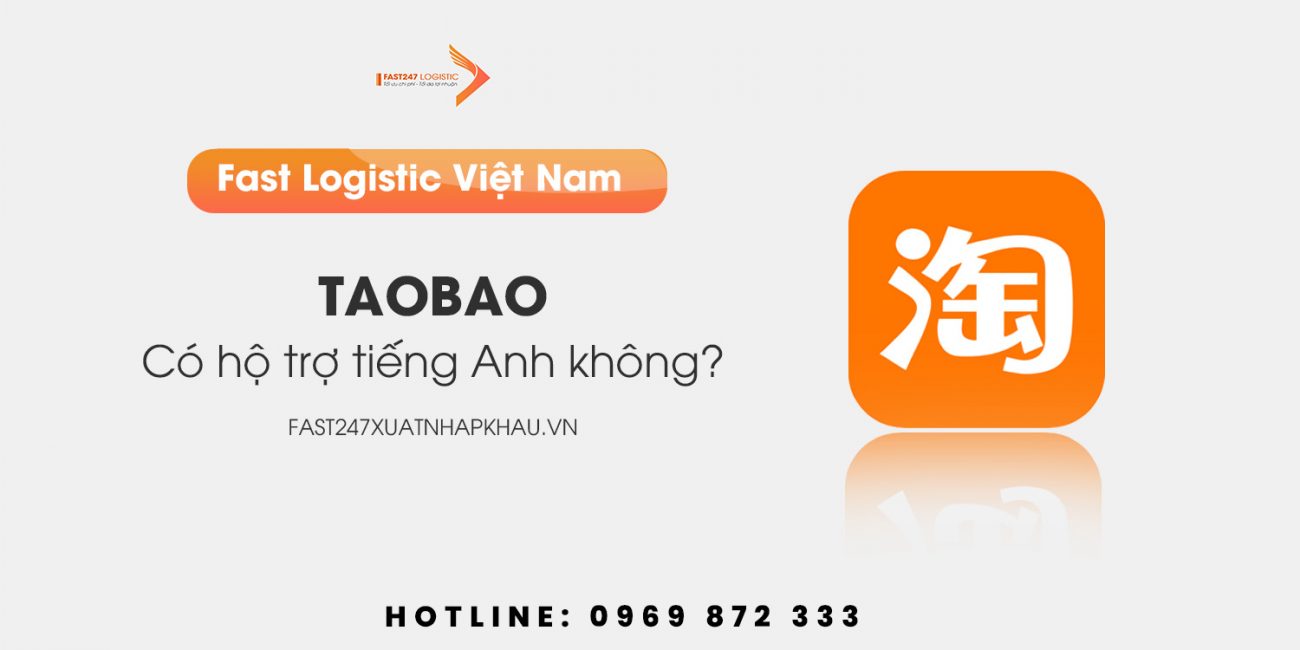 FAST247 LOGISTIC
Tối ưu chi phí - Tối đa lợi nhuận
Fast Logistic Việt Nam
TAOBAO
Có hộ trợ tiếng Anh không?
FAST247XUATNHAPKHAU.VN
淘
HOTLINE: 0969 872 333